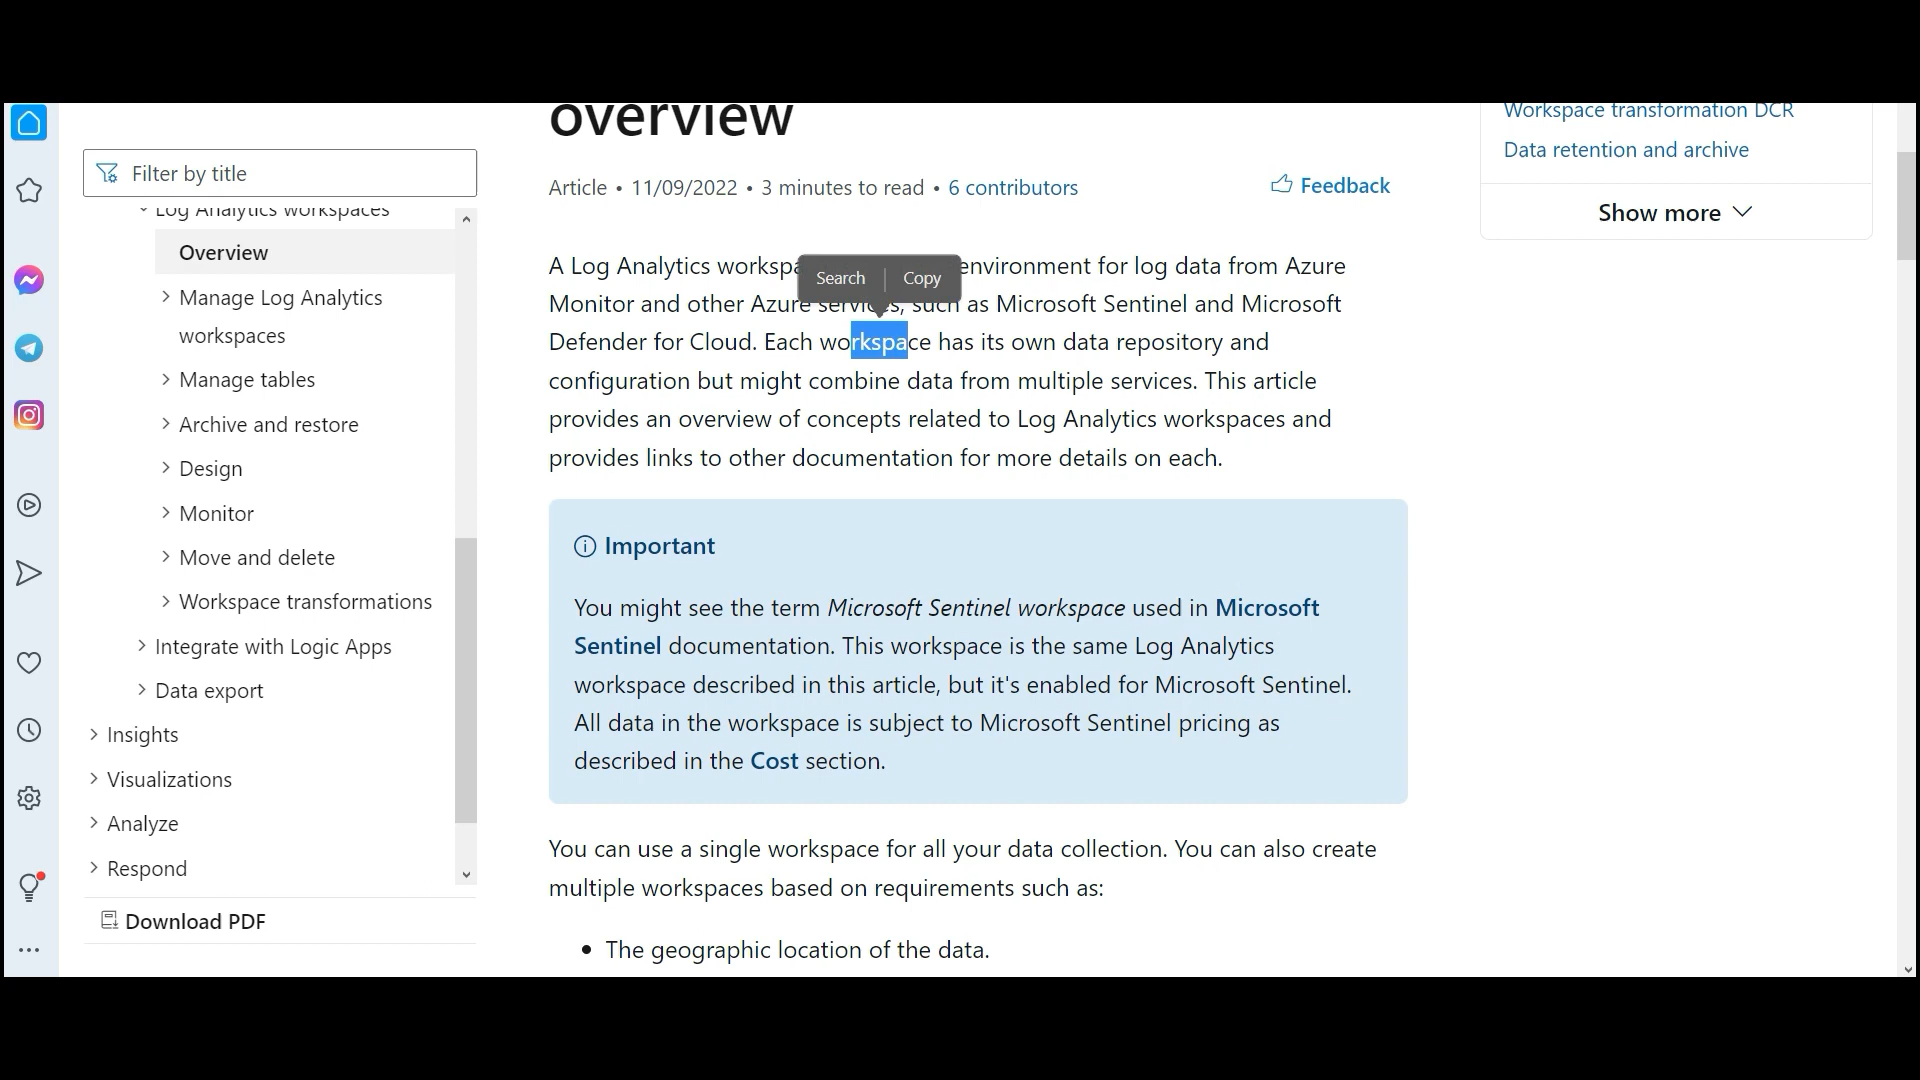 overview
Workspace transformation DCR
Data retention and archive
Show more
Filter by title
Log Analytics workspaces
Overview
Manage Log Analytics
workspaces
Manage tables
Archive and restore
Design
Monitor
Move and delete
Workspace transformations
Integrate with Logic Apps
Data export
Insights
Visualizations
Analyze
Respond
Download PDF
Article • 11/09/2022 • 3 minutes to read • 6 contributors
Feedback
Search Copy
A Log Analytics workspa environment for log data from Azure
Monitor and other Azure services, such as Microsoft Sentinel and Microsoft
Defender for Cloud. Each workspace has its own data repository and
configuration but might combine data from multiple services. This article
provides an overview of concepts related to Log Analytics workspaces and
provides links to other documentation for more details on each.
Important
You might see the term Microsoft Sentinel workspace used in Microsoft
Sentinel documentation. This workspace is the same Log Analytics
workspace described in this article, but it's enabled for Microsoft Sentinel.
All data in the workspace is subject to Microsoft Sentinel pricing as
described in the Cost section.
You can use a single workspace for all your data collection. You can also create
multiple workspaces based on requirements such as:
• The geographic location of the data.